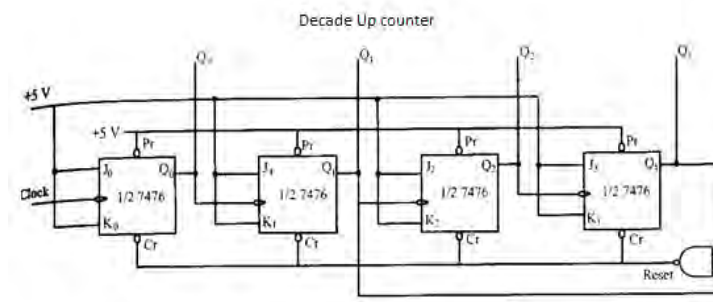 Decade Up counter
Q₀ Q₁ Q₂ Q₃
+5 V
+5 V
Pr Pr Pr Pr
J₀ Q₀ J₁ Q₁ J₂ Q₂ J₃ Q₃
Clock
1/2 7476 1/2 7476 1/2 7476 1/2 7476
K₀ K₁ K₂ K₃
Cr Cr Cr Cr
Reset